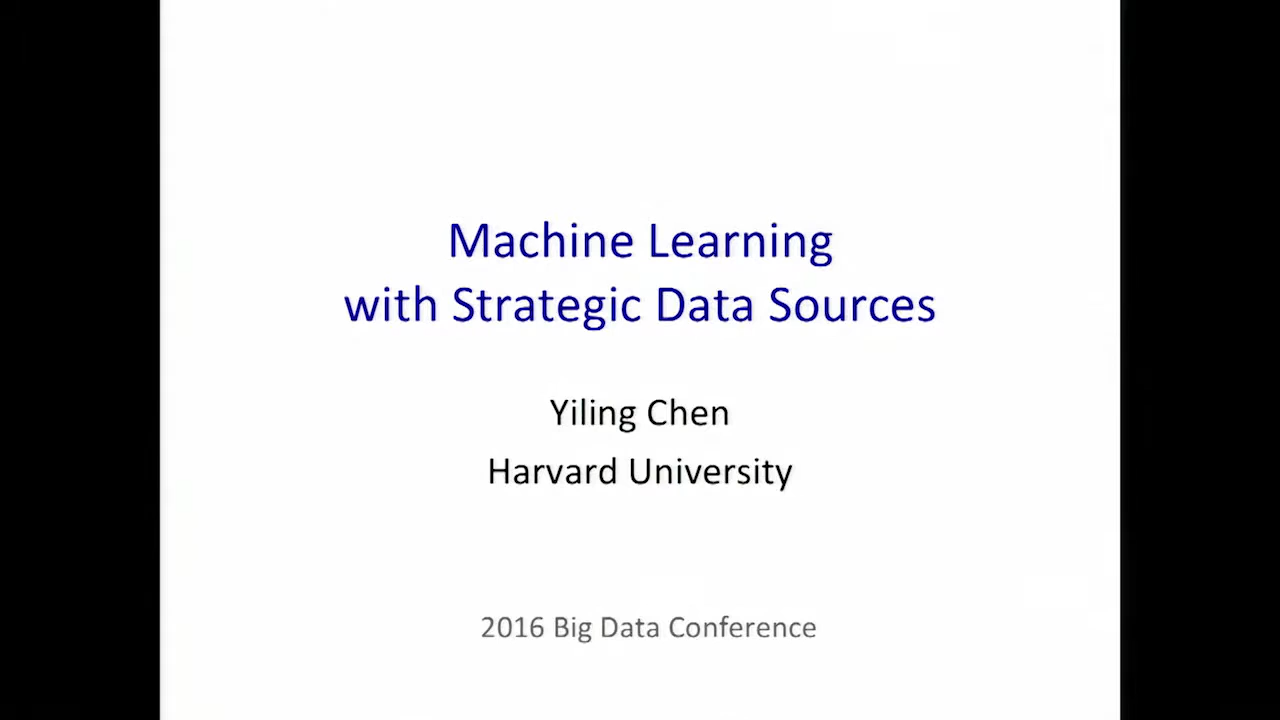 Machine Learning
with Strategic Data Sources
Yiling Chen
Harvard University
2016 Big Data Conference